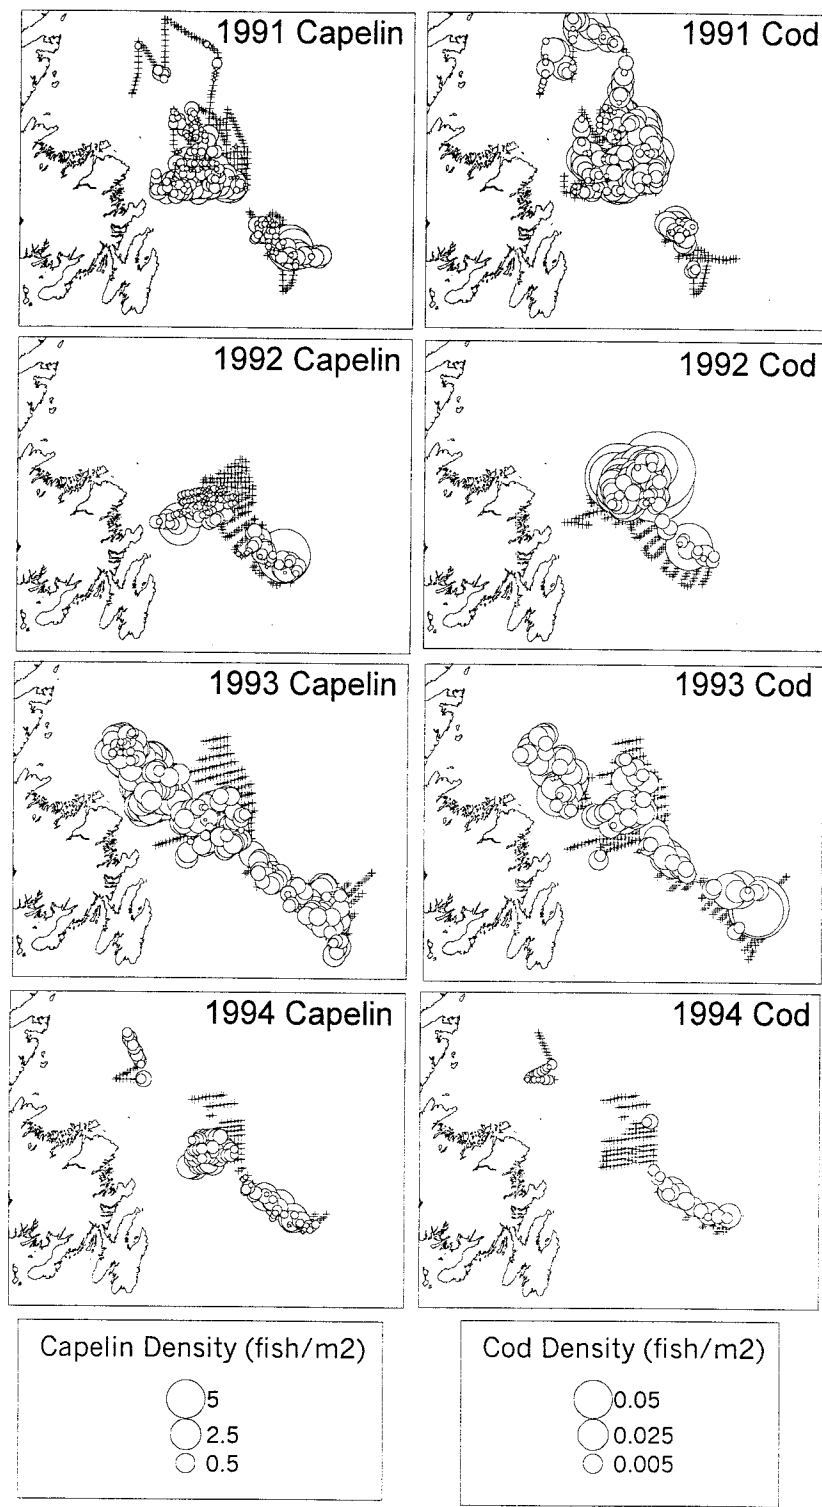 1991 Capelin
1991 Cod
1992 Capelin
1992 Cod
1993 Capelin
1993 Cod
1994 Capelin
1994 Cod
Capelin Density (fish/m2)
5
2.5
0.5
Cod Density (fish/m2)
0.05
0.025
0.005